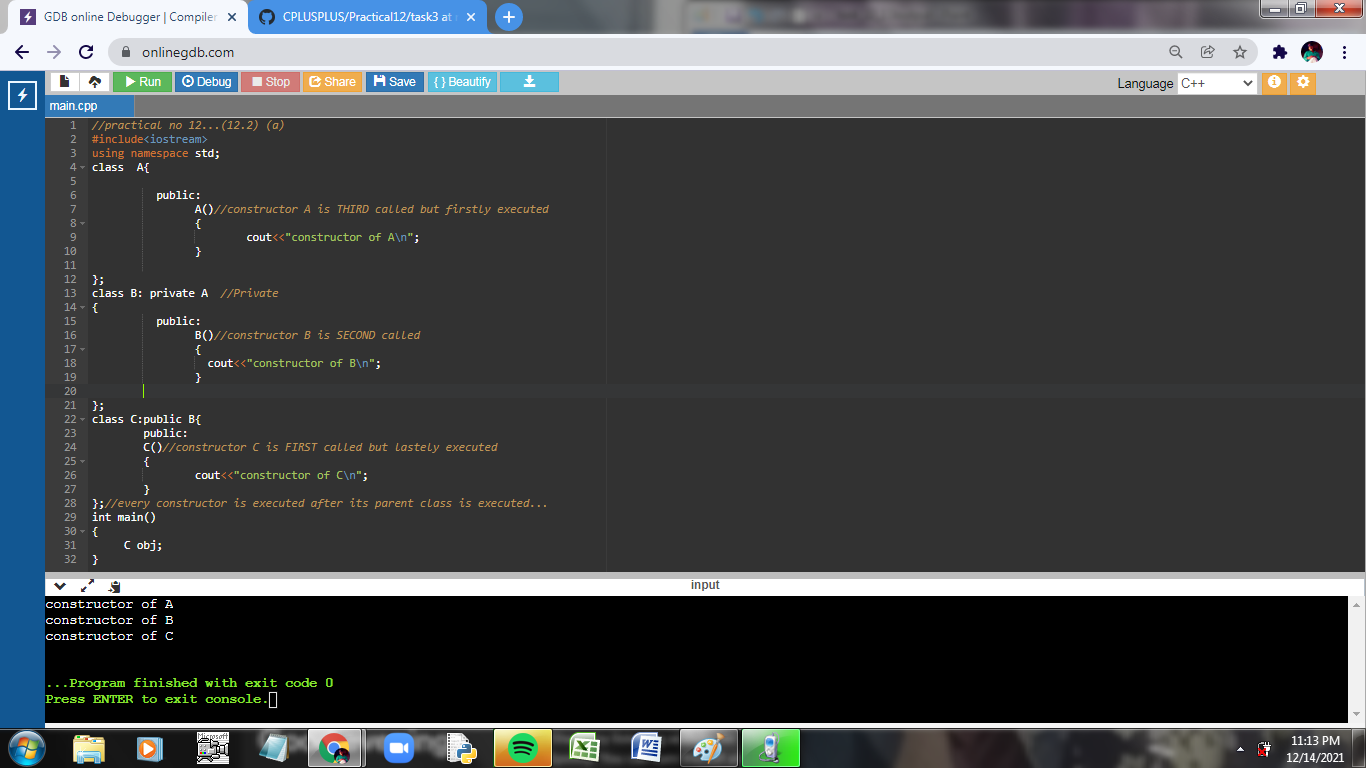 GDB online Debugger | Compiler
CPLUSPLUS/Practical12/task3 at
onlinegdb.com
Run Debug Stop Share Save { } Beautify
Language C++
main.cpp
1 //practical no 12...(12.2) (a)
2 #include<iostream>
3 using namespace std;
4 class  A{
5
6 public:
7 A()//constructor A is THIRD called but firstly executed
8 {
9 cout<<"constructor of A\n";
10 }
11
12 };
13 class B: private A  //Private
14 {
15 public:
16 B()//constructor B is SECOND called
17 {
18 cout<<"constructor of B\n";
19 }
20
21 };
22 class C:public B{
23 public:
24 C()//constructor C is FIRST called but lastely executed
25 {
26 cout<<"constructor of C\n";
27 }
28 };//every constructor is executed after its parent class is executed...
29 int main()
30 {
31 C obj;
32 }
input
constructor of A
constructor of B
constructor of C
...Program finished with exit code 0
Press ENTER to exit console.
Microsoft
11:13 PM
12/14/2021